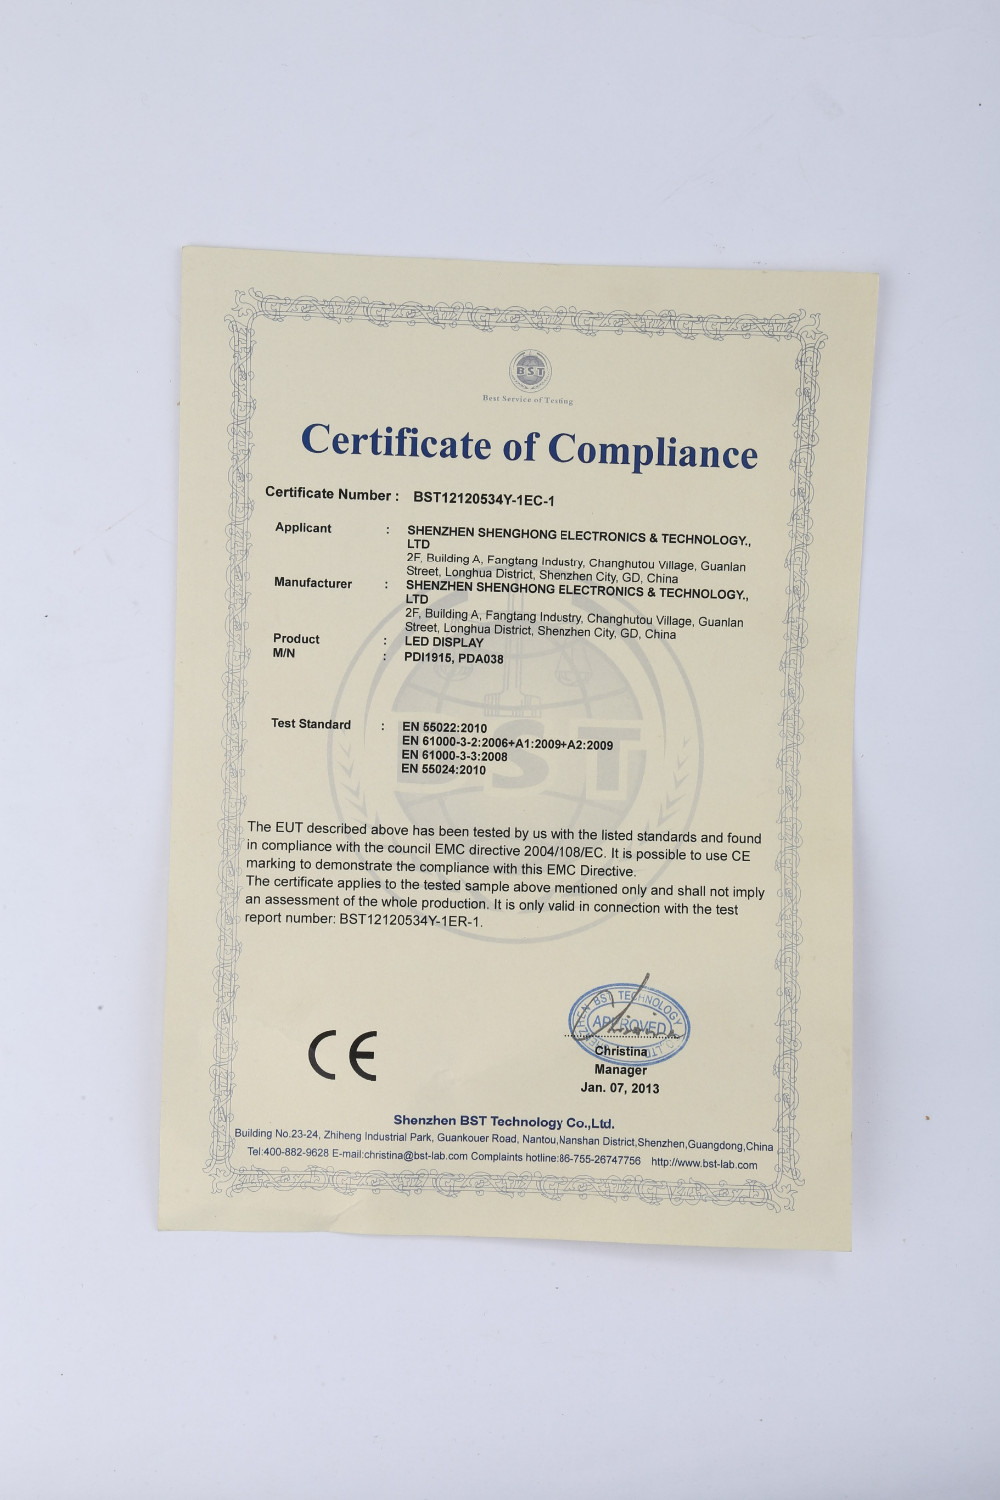 BST
Best Service of Testing
Certificate of Compliance
Certificate Number : BST12120534Y-1EC-1
Applicant : SHENZHEN SHENGHONG ELECTRONICS & TECHNOLOGY.,
LTD
2F, Building A, Fangtang Industry, Changhutou Village, Guanlan
Street, Longhua District, Shenzhen City, GD, China
Manufacturer : SHENZHEN SHENGHONG ELECTRONICS & TECHNOLOGY.,
LTD
2F, Building A, Fangtang Industry, Changhutou Village, Guanlan
Street, Longhua District, Shenzhen City, GD, China
Product : LED DISPLAY
M/N : PDI1915, PDA038
BST
Test Standard : EN 55022:2010
EN 61000-3-2:2006+A1:2009+A2:2009
EN 61000-3-3:2008
EN 55024:2010
The EUT described above has been tested by us with the listed standards and found
in compliance with the council EMC directive 2004/108/EC. It is possible to use CE
marking to demonstrate the compliance with this EMC Directive.
The certificate applies to the tested sample above mentioned only and shall not imply
an assessment of the whole production. It is only valid in connection with the test
report number: BST12120534Y-1ER-1.
CE
BST TECHNOLOGY
APPROVED
Christina
Manager
Jan. 07, 2013
Shenzhen BST Technology Co.,Ltd.
Building No.23-24, Zhiheng Industrial Park, Guankouer Road, Nantou,Nanshan District,Shenzhen,Guangdong,China
Tel:400-882-9628 E-mail:christina@bst-lab.com Complaints hotline:86-755-26747756 http://www.bst-lab.com